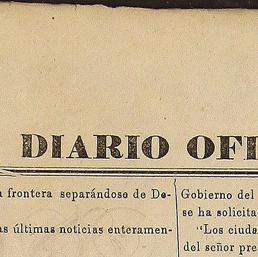 DIARIO OFI
a frontera separándose de De-
as últimas noticias enteramen-
Gobierno del
se ha solicita
"Los ciuda
del señor pre